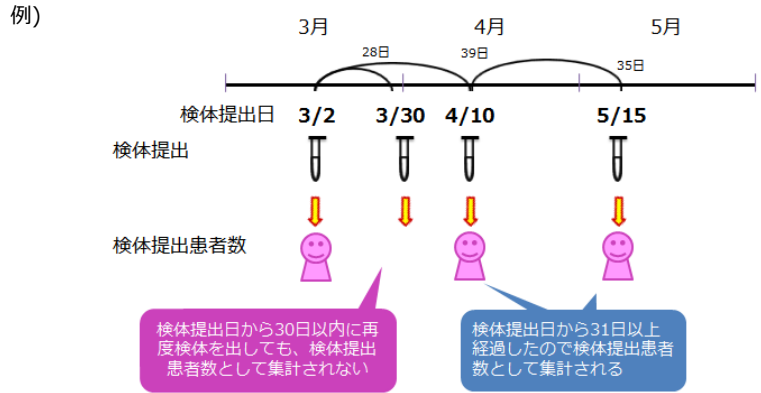 例)
3月 4月 5月
28日 39日 35日
検体提出日 3/2 3/30 4/10 5/15
検体提出
検体提出患者数
検体提出日から30日以内に再
度検体を出しても、検体提出
患者数として集計されない
検体提出日から31日以上
経過したので検体提出患者
数として集計される